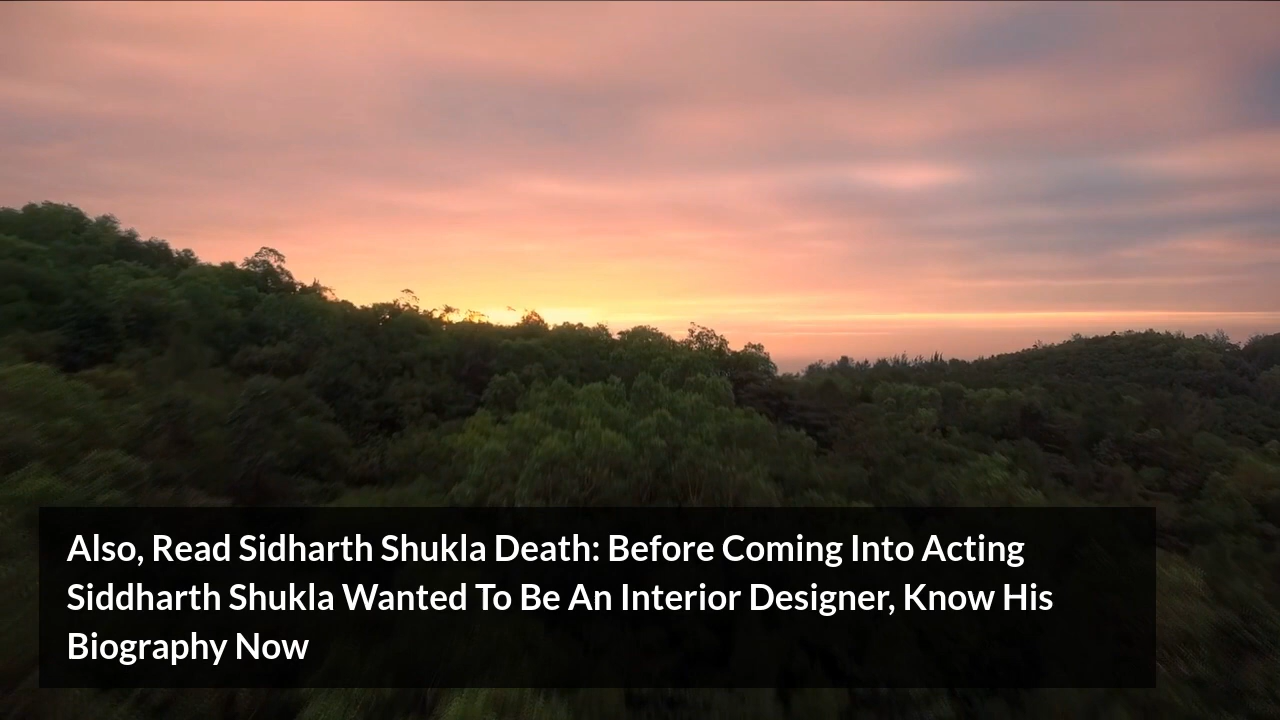 Also, Read Sidharth Shukla Death: Before Coming Into Acting
Siddharth Shukla Wanted To Be An Interior Designer, Know His
Biography Now